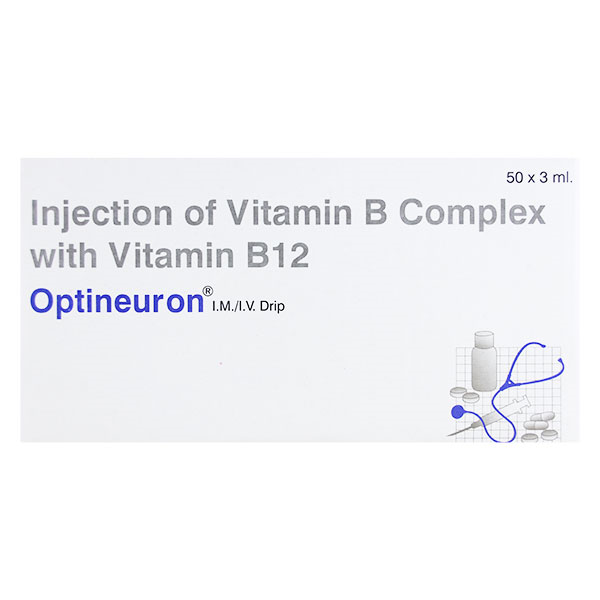 50 x 3 ml.
Injection of Vitamin B Complex
with Vitamin B12
Optineuron® I.M./I.V. Drip